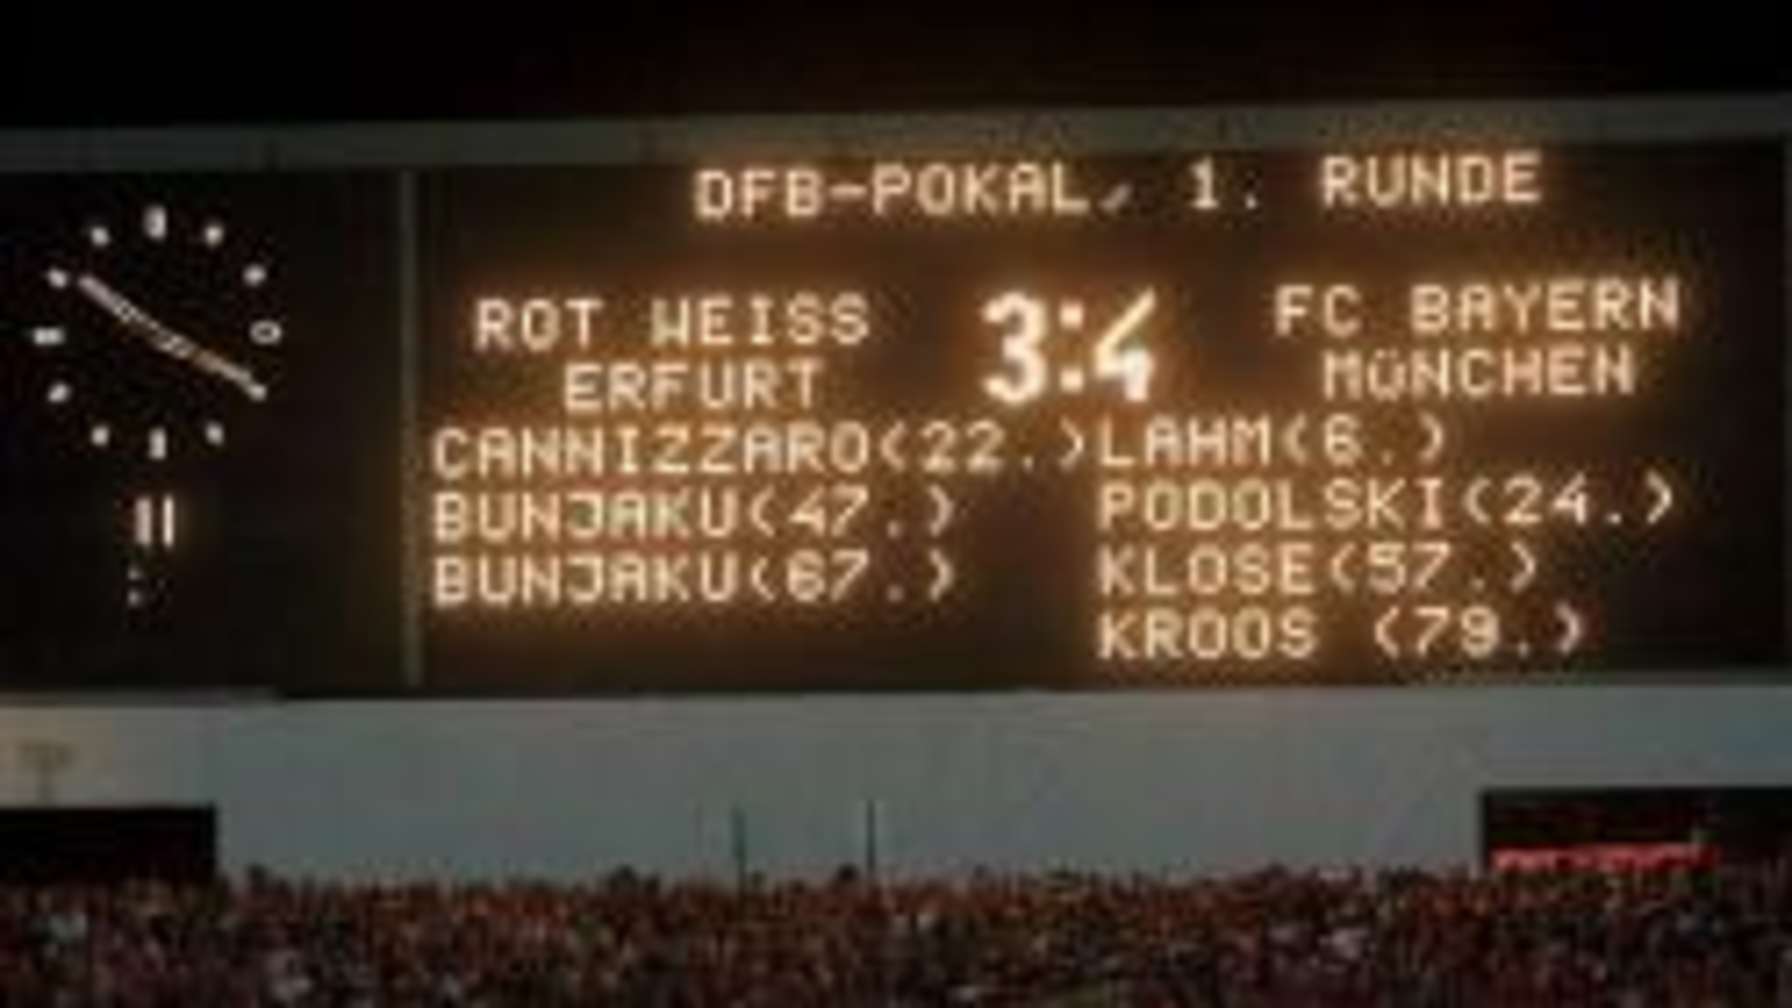 DFB-POKAL, 1. RUNDE
ROT WEISS
ERFURT
3:4
FC BAYERN
MÜNCHEN
CANNIZZARO(22.)
BUNJAKU(47.)
BUNJAKU(67.)
LAHM(6.)
PODOLSKI(24.)
KLOSE(57.)
KROOS (79.)